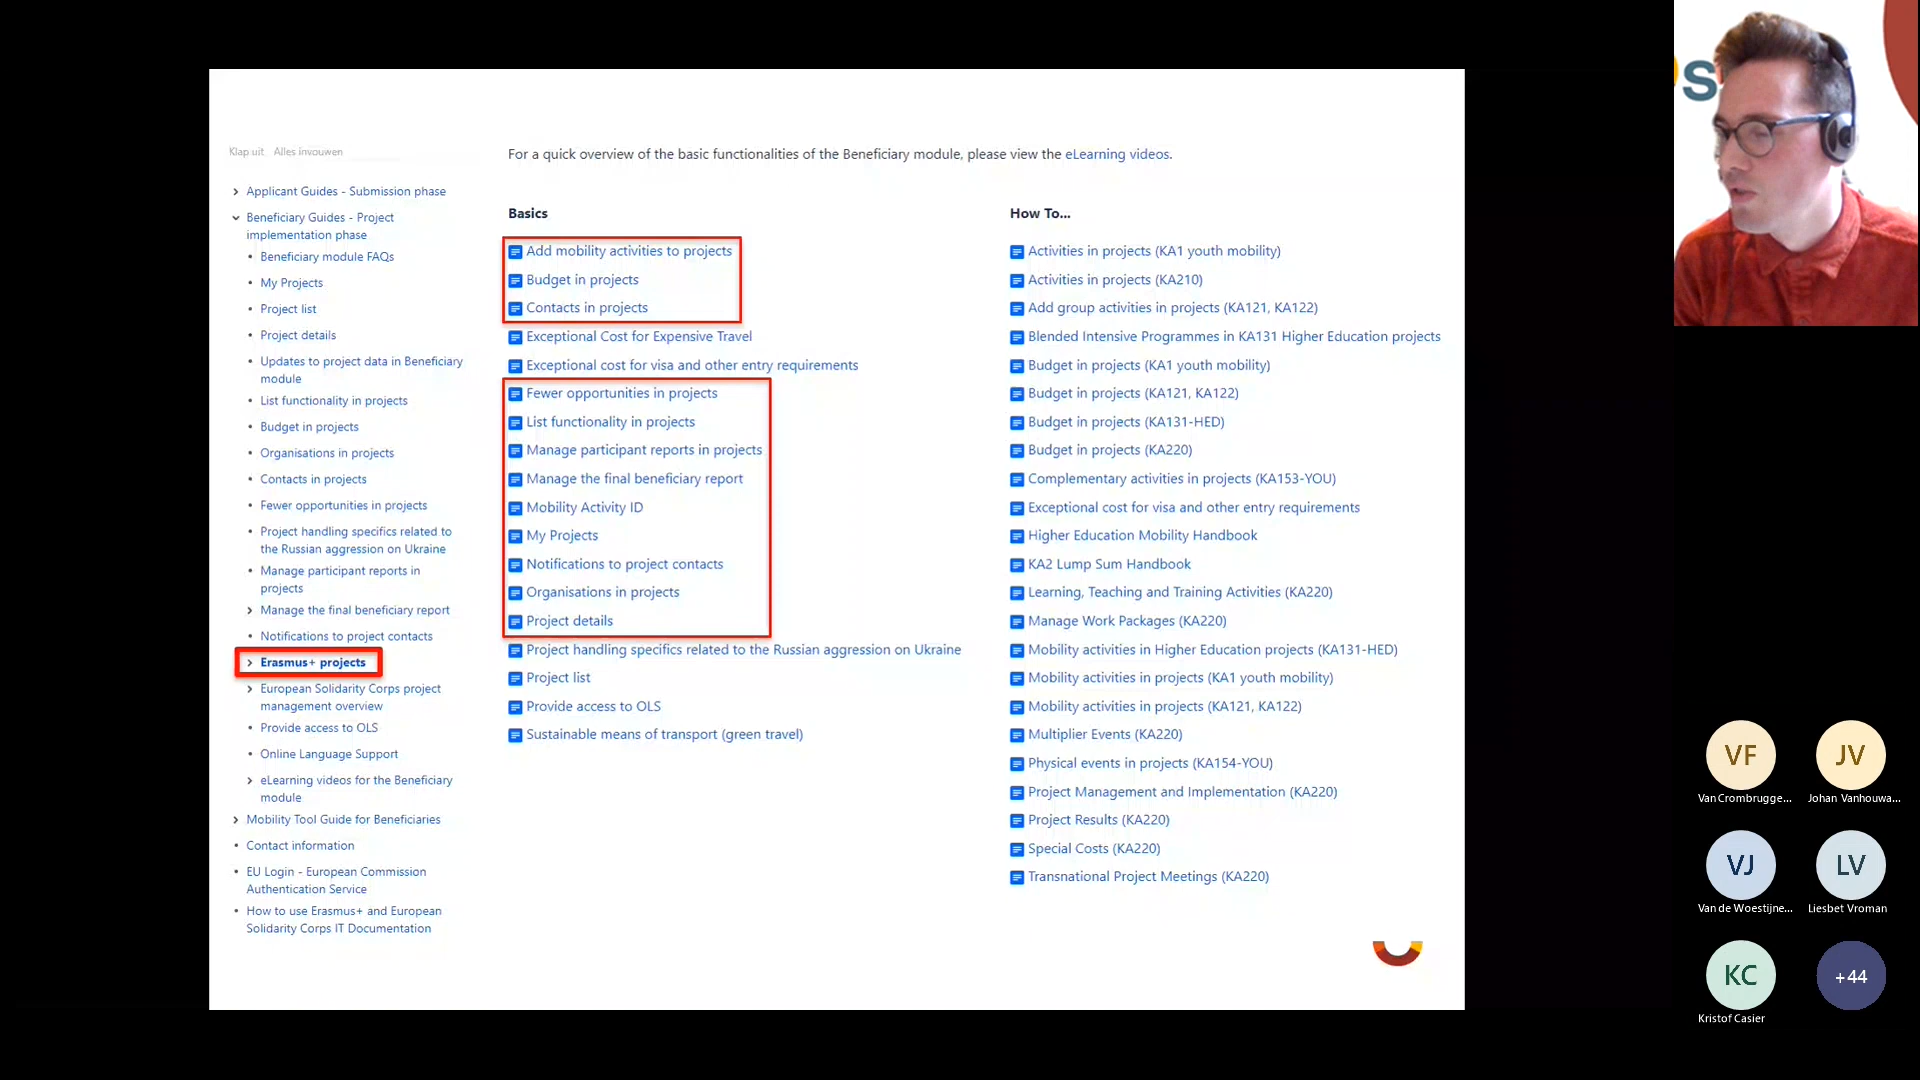 Klap uit Alles invouwen
Applicant Guides - Submission phase
Beneficiary Guides - Project
implementation phase
Beneficiary module FAQs
My Projects
Project list
Project details
Updates to project data in Beneficiary
module
List functionality in projects
Budget in projects
Organisations in projects
Contacts in projects
Fewer opportunities in projects
Project handling specifics related to
the Russian aggression on Ukraine
Manage participant reports in
projects
Manage the final beneficiary report
Notifications to project contacts
Erasmus+ projects
European Solidarity Corps project
management overview
Provide access to OLS
Online Language Support
eLearning videos for the Beneficiary
module
Mobility Tool Guide for Beneficiaries
Contact information
EU Login - European Commission
Authentication Service
How to use Erasmus+ and European
Solidarity Corps IT Documentation
For a quick overview of the basic functionalities of the Beneficiary module, please view the eLearning videos.
Basics
Add mobility activities to projects
Budget in projects
Contacts in projects
Exceptional Cost for Expensive Travel
Exceptional cost for visa and other entry requirements
Fewer opportunities in projects
List functionality in projects
Manage participant reports in projects
Manage the final beneficiary report
Mobility Activity ID
My Projects
Notifications to project contacts
Organisations in projects
Project details
Project handling specifics related to the Russian aggression on Ukraine
Project list
Provide access to OLS
Sustainable means of transport (green travel)
How To...
Activities in projects (KA1 youth mobility)
Activities in projects (KA210)
Add group activities in projects (KA121, KA122)
Blended Intensive Programmes in KA131 Higher Education projects
Budget in projects (KA1 youth mobility)
Budget in projects (KA121, KA122)
Budget in projects (KA131-HED)
Budget in projects (KA220)
Complementary activities in projects (KA153-YOU)
Exceptional cost for visa and other entry requirements
Higher Education Mobility Handbook
KA2 Lump Sum Handbook
Learning, Teaching and Training Activities (KA220)
Manage Work Packages (KA220)
Mobility activities in Higher Education projects (KA131-HED)
Mobility activities in projects (KA1 youth mobility)
Mobility activities in projects (KA121, KA122)
Multiplier Events (KA220)
Physical events in projects (KA154-YOU)
Project Management and Implementation (KA220)
Project Results (KA220)
Special Costs (KA220)
Transnational Project Meetings (KA220)
VF JV
Van Crombrugge... Johan Vanhouwa...
VJ LV
Van de Woestijne... Liesbet Vroman
KC +44
Kristof Casier